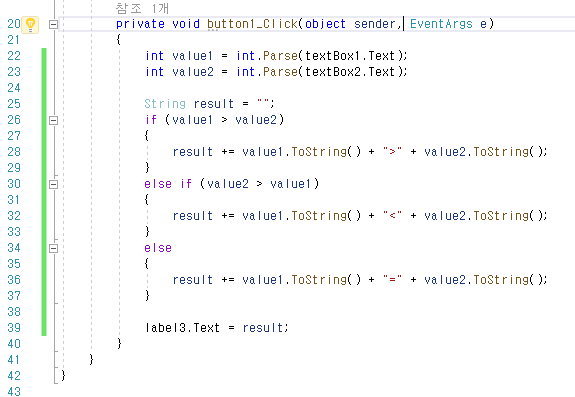 참조 1개
20 private void button1_Click(object sender, EventArgs e)
21 {
22 int value1 = int.Parse(textBox1.Text);
23 int value2 = int.Parse(textBox2.Text);
24
25 String result = "";
26 if (value1 > value2)
27 {
28 result += value1.ToString() + ">" + value2.ToString();
29 }
30 else if (value2 > value1)
31 {
32 result += value1.ToString() + "<" + value2.ToString();
33 }
34 else
35 {
36 result += value1.ToString() + "=" + value2.ToString();
37 }
38
39 label3.Text = result;
40 }
41 }
42 }
43